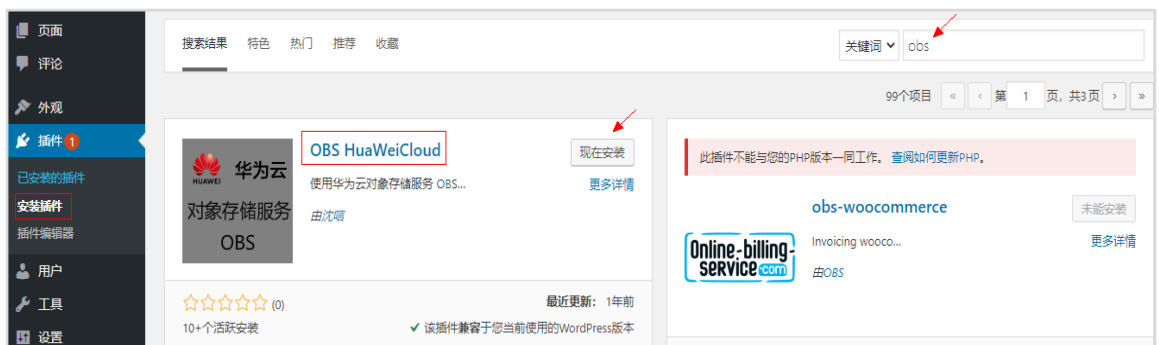 页面
评论
外观
插件 1
已安装的插件
安装插件
插件编辑器
用户
工具
设置
搜索结果 特色 热门 推荐 收藏
关键词 obs
99个项目 « ‹ 第 1 页，共3页 › »
HUAWEI 华为云
对象存储服务
OBS
OBS HuaWeiCloud
现在安装
使用华为云对象存储服务 OBS...
更多详情
由沈唁
(0)
最近更新： 1年前
10+个活跃安装
✓ 该插件兼容于您当前使用的WordPress版本
此插件不能与您的PHP版本一同工作。 查阅如何更新PHP。
Online-billing-
service.com
obs-woocommerce
未能安装
Invoicing wooco...
更多详情
由OBS